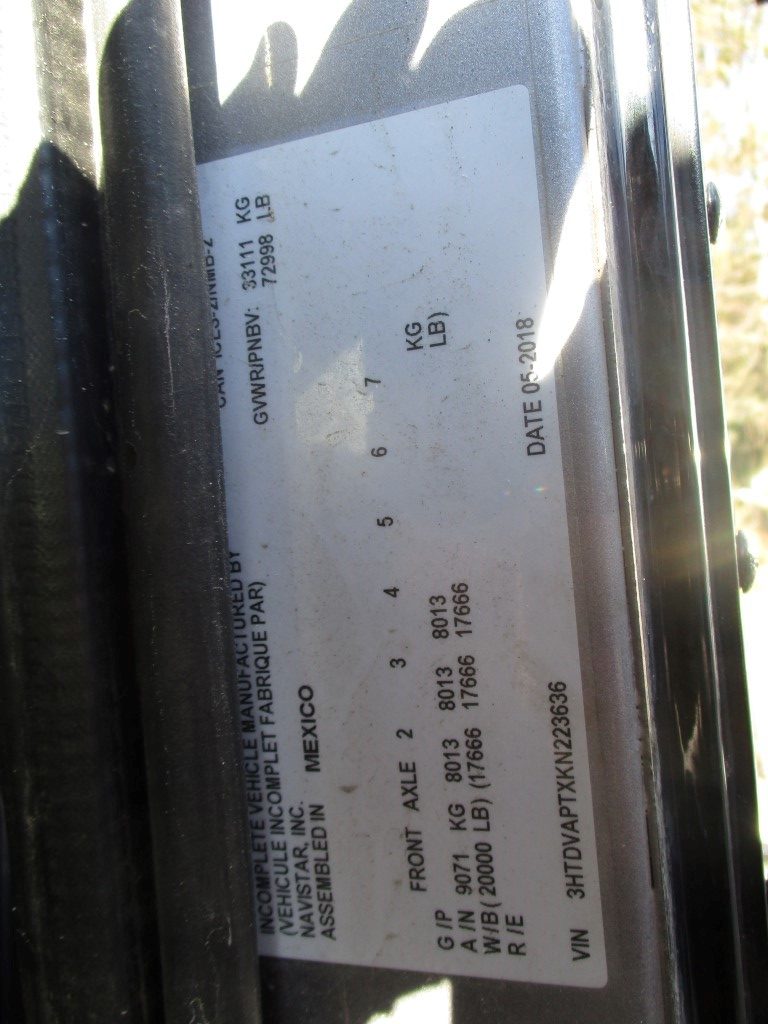 INCOMPLETE VEHICLE MANUFACTURED BY
(VEHICULE INCOMPLET FABRIQUE PAR)
NAVISTAR, INC.
ASSEMBLED IN MEXICO
GVWR/PNBV: 33111 KG
72998 LB
FRONT AXLE 2 3 4 5 6 7
G/P
A/N 9071 KG 8013 8013 8013 KG
W/B ( 20000 LB) (17666 17666 17666 LB)
R/E
DATE 05-2018
VIN 3HTDVAPTXKN223636